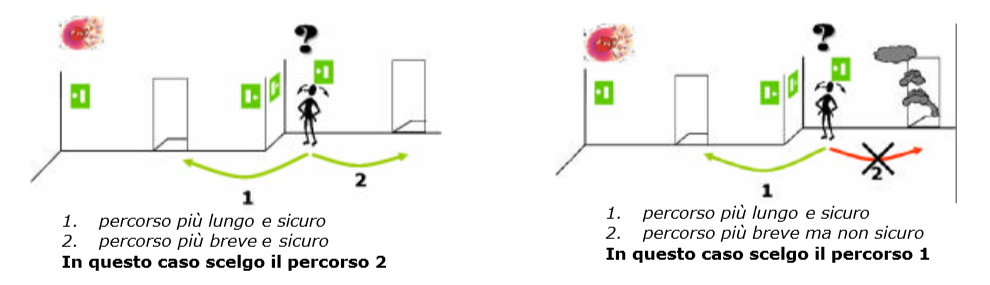 ?
1
2
1. percorso più lungo e sicuro
2. percorso più breve e sicuro
In questo caso scelgo il percorso 2
?
1
2
1. percorso più lungo e sicuro
2. percorso più breve ma non sicuro
In questo caso scelgo il percorso 1